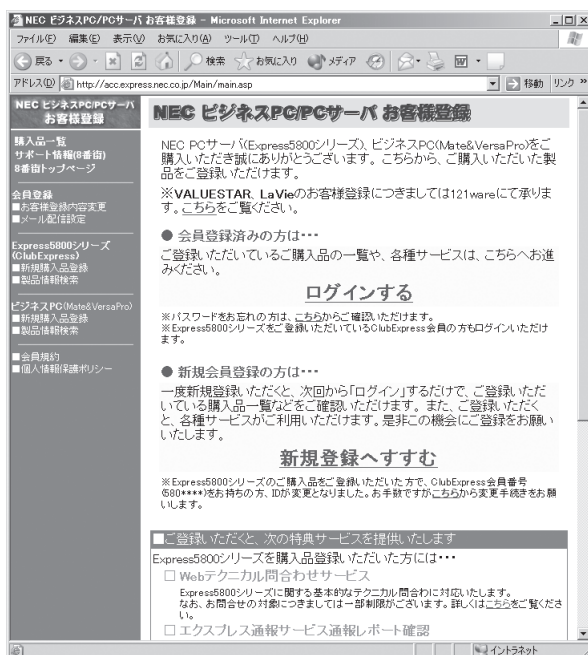 NEC ビジネスPC/PCサーバ お客様登録 - Microsoft Internet Explorer
ファイル(F) 編集(E) 表示(V) お気に入り(A) ツール(T) ヘルプ(H)
戻る 検索 お気に入り メディア
アドレス(D) http://acc.express.nec.co.jp/Main/main.asp 移動 リンク »
NEC ビジネスPC/PCサーバ
お客様登録
購入品一覧
サポート情報(8番街)
8番街トップページ
会員登録
■お客様登録内容変更
■メール配信設定
Express5800シリーズ
(ClubExpress)
■新規購入品登録
■製品情報検索
ビジネスPC(Mate&VersaPro)
■新規購入品登録
■製品情報検索
■会員規約
■個人情報保護ポリシー
NEC ビジネスPC/PCサーバ お客様登録
NEC PCサーバ(Express5800シリーズ)、ビジネスPC(Mate&VersaPro)をご
購入いただき誠にありがとうございます。こちらから、ご購入いただいた製
品をご登録いただけます。
※VALUESTAR、LaVieのお客様登録につきましては121wareにて承りま
す。こちらをご覧ください。
● 会員登録済みの方は・・・
ご登録いただいているご購入品の一覧や、各種サービスは、こちらへお進
みください。
ログインする
※パスワードをお忘れの方は、こちらからご確認いただけます。
※Express5800シリーズをご登録いただいているClubExpress会員の方もログインいただけ
ます。
● 新規会員登録の方は・・・
一度新規登録いただくと、次回から「ログイン」するだけで、ご登録いただ
いている購入品一覧などをご確認いただけます。また、ご登録いただく
と、各種サービスがご利用いただけます。是非この機会にご登録をお願い
いたします。
新規登録へすすむ
※Express5800シリーズのご購入品をご登録いただいた方で、ClubExpress会員番号
(580****)をお持ちの方、IDが変更となりました。お手数ですがこちらから変更手続きをお願
いします。
■ご登録いただくと、次の特典サービスを提供いたします
Express5800シリーズを購入品登録いただいた方には・・・
□ Webテクニカル問合わせサービス
Express5800シリーズに関する基本的なテクニカル問合わせに対応いたします。
なお、お問合せの対象につきましては一部制限がございます。詳しくはこちらをご覧くださ
い。
□ エクスプレス通報サービス通報レポート確認
イントラネット